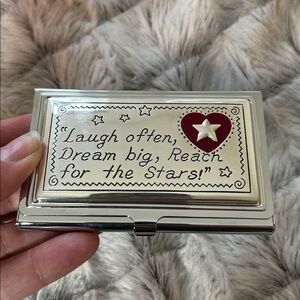 "Laugh often,
Dream big, Reach
for the Stars!"